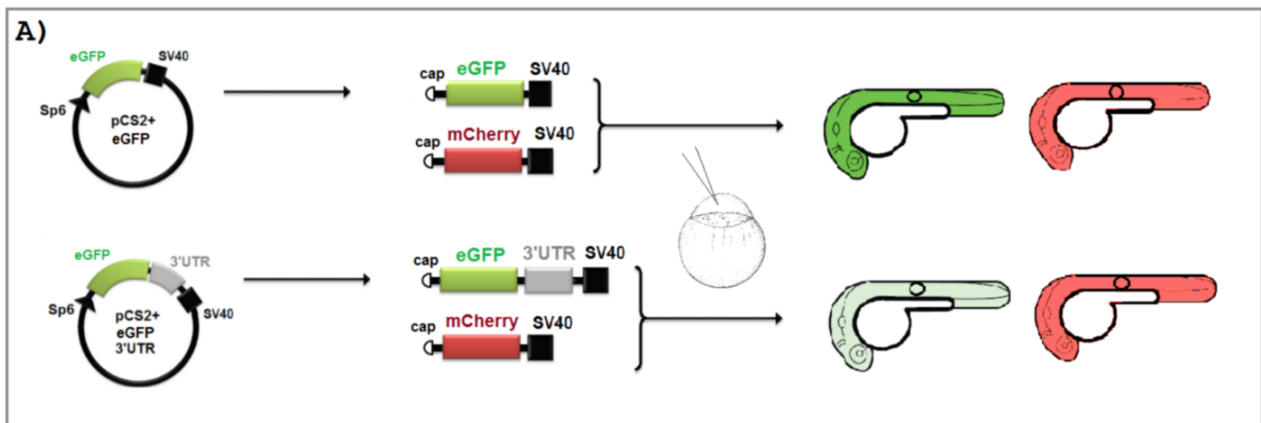 A)
eGFP
SV40
Sp6
pCS2+
eGFP
cap
eGFP
SV40
cap
mCherry
SV40
eGFP
3'UTR
Sp6
SV40
pCS2+
eGFP
3'UTR
cap
eGFP
3'UTR
SV40
cap
mCherry
SV40